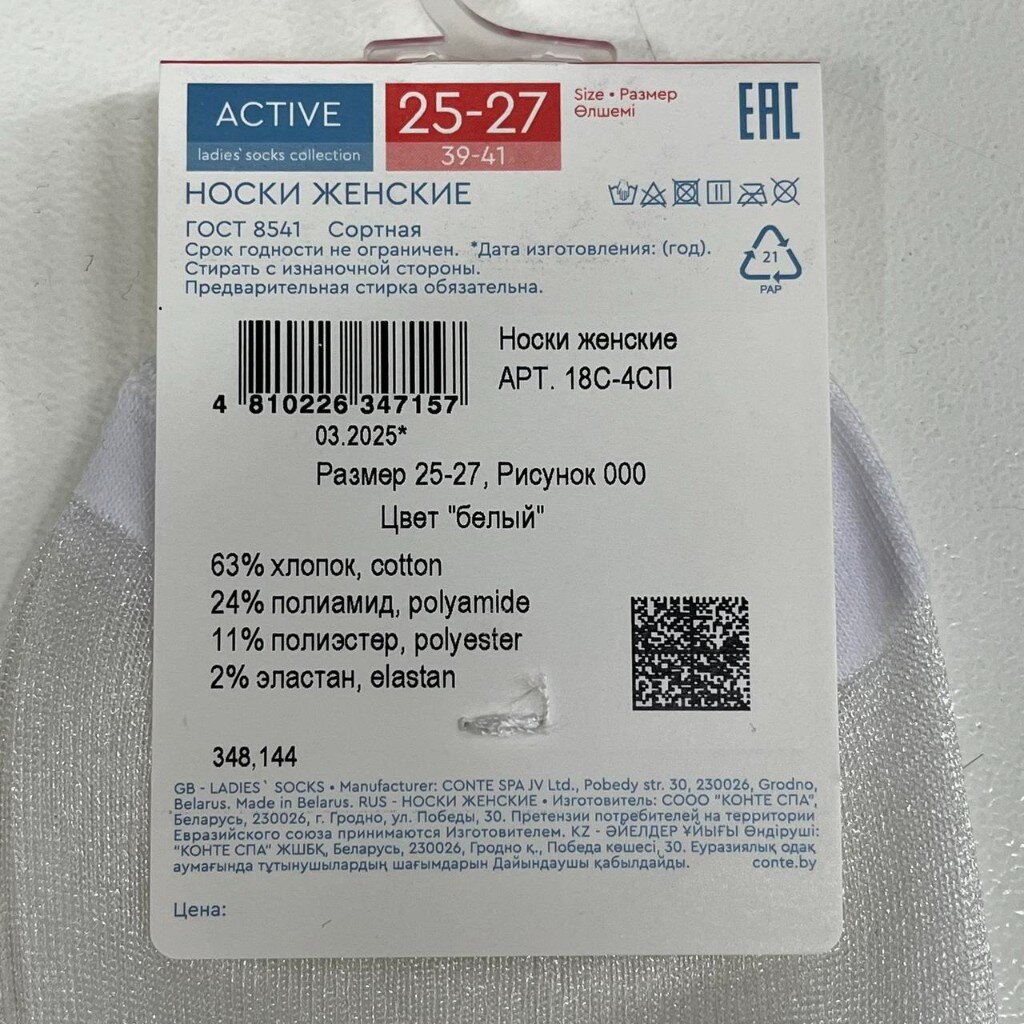 ACTIVE
ladies` socks collection
25-27
39-41
Size • Размер
Өлшемі
EAC
НОСКИ ЖЕНСКИЕ
ГОСТ 8541 Сортная
Срок годности не ограничен. *Дата изготовления: (год).
Стирать с изнаночной стороны.
Предварительная стирка обязательна.
21
PAP
Носки женские
АРТ. 18С-4СП
4 810226 347157
03.2025*
Размер 25-27, Рисунок 000
Цвет "белый"
63% хлопок, cotton
24% полиамид, polyamide
11% полиэстер, polyester
2% эластан, elastan
348,144
GB - LADIES` SOCKS • Manufacturer: CONTE SPA JV Ltd., Pobedy str. 30, 230026, Grodno,
Belarus. Made in Belarus. RUS - НОСКИ ЖЕНСКИЕ • Изготовитель: СООО "КОНТЕ СПА",
Беларусь, 230026, г. Гродно, ул. Победы, 30. Претензии потребителей на территории
Евразийского союза принимаются Изготовителем. KZ - ӘЙЕЛДЕР ҰЙЫҒЫ Өндіруші:
"КОНТЕ СПА" ЖШБҚ, Беларусь, 230026, Гродно қ., Победа көшесі, 30. Еуразиялық одақ
аумағында тұтынушылардың шағымдарын Дайындаушы қабылдайды. conte.by
Цена: